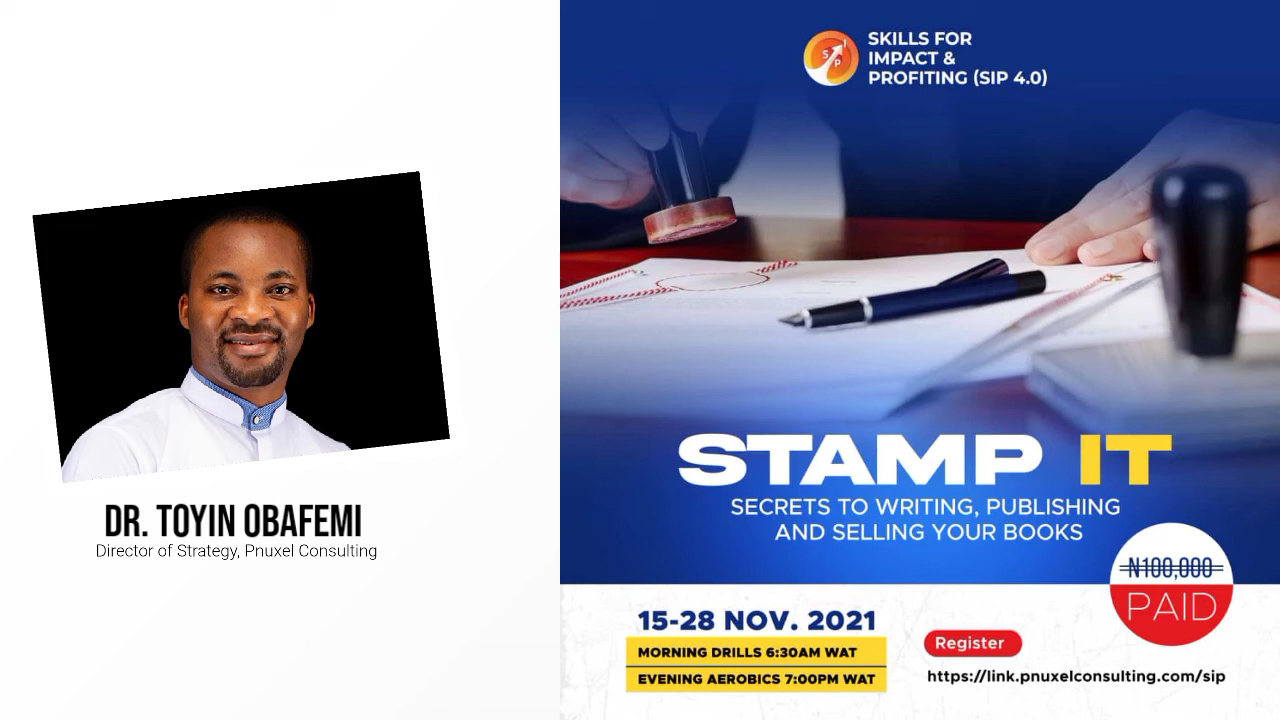 DR. TOYIN OBAFEMI
Director of Strategy, Pnuxel Consulting
SIP
SKILLS FOR
IMPACT &
PROFITING (SIP 4.0)
STAMP IT
SECRETS TO WRITING, PUBLISHING
AND SELLING YOUR BOOKS
N100,000
PAID
15-28 NOV. 2021
MORNING DRILLS 6:30AM WAT
EVENING AEROBICS 7:00PM WAT
Register
https://link.pnuxelconsulting.com/sip